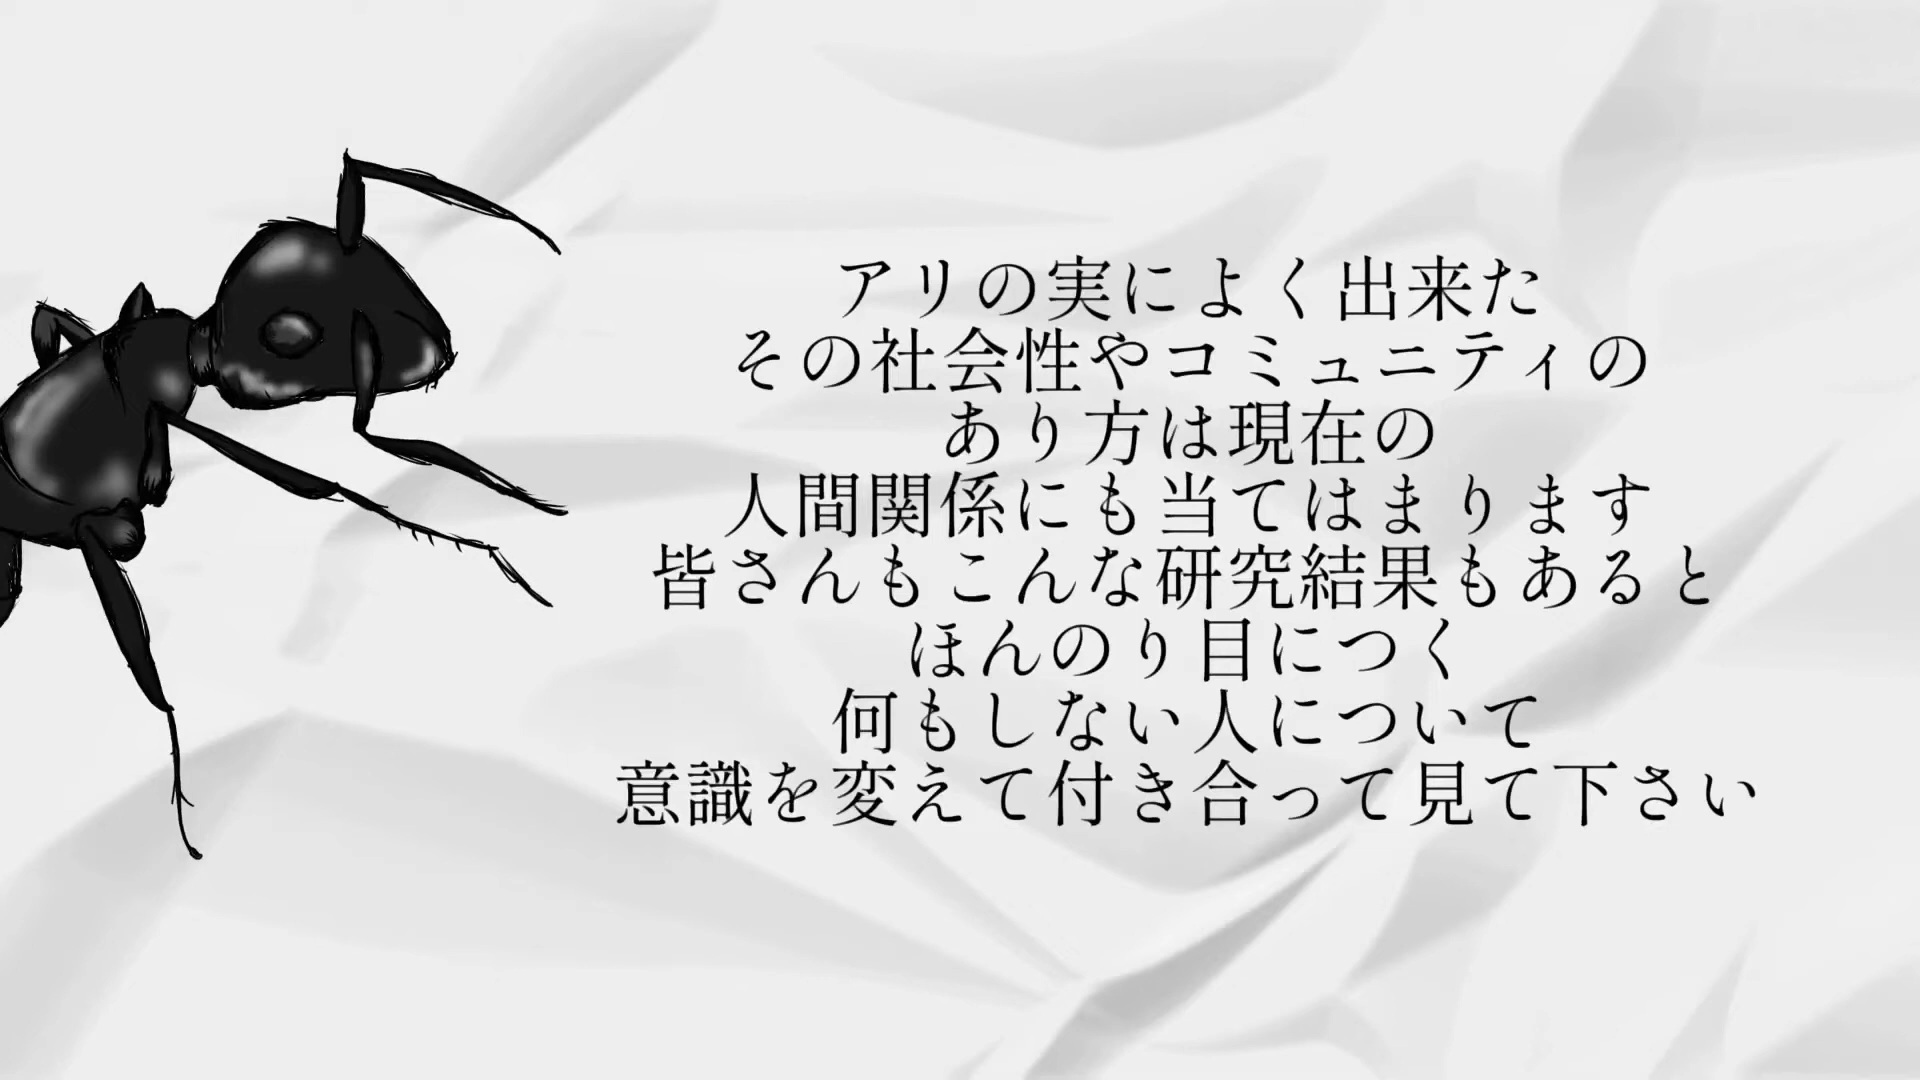 アリの実によく出来た
その社会性やコミュニティの
あり方は現在の
人間関係にも当てはまります
皆さんもこんな研究結果もあると
ほんのり目につく
何もしない人について
意識を変えて付き合って見て下さい